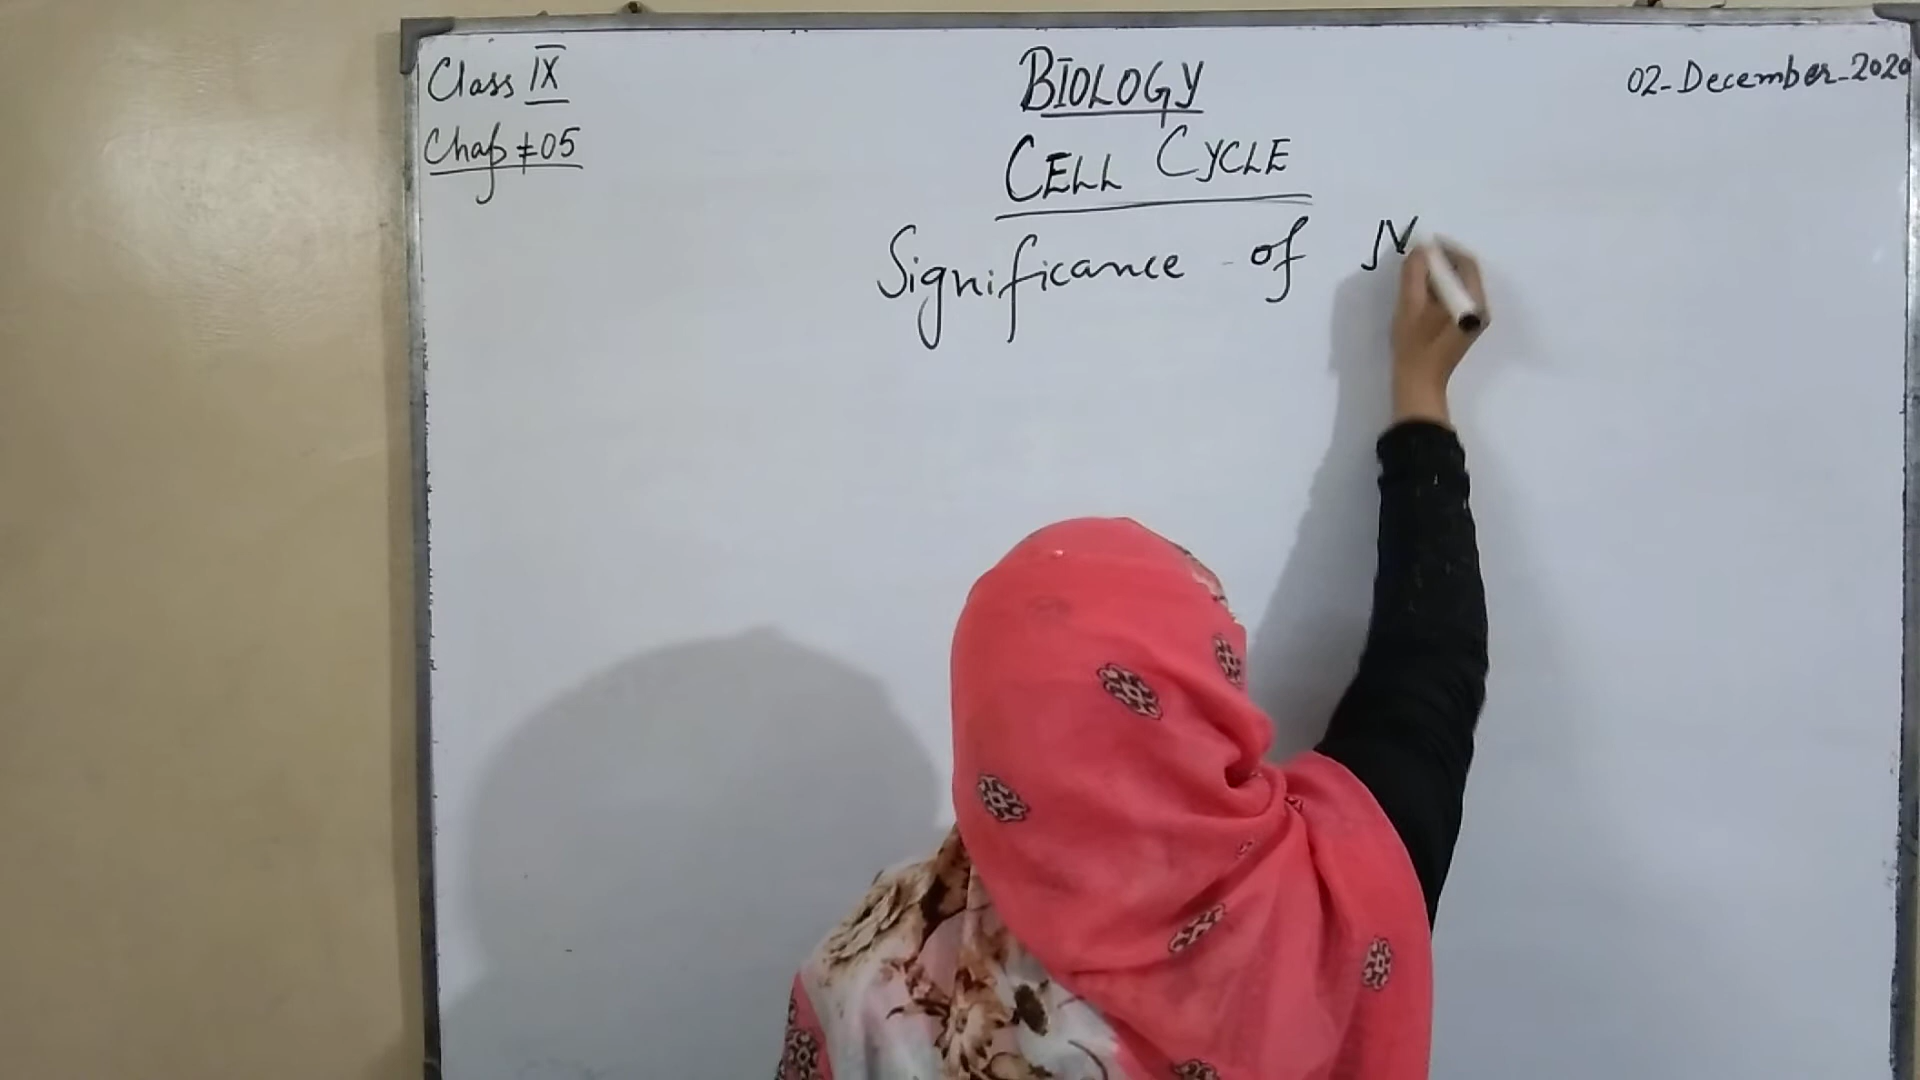 Class IX
Chap # 05
BIOLOGY
02-December-2020
CELL CYCLE
Significance of